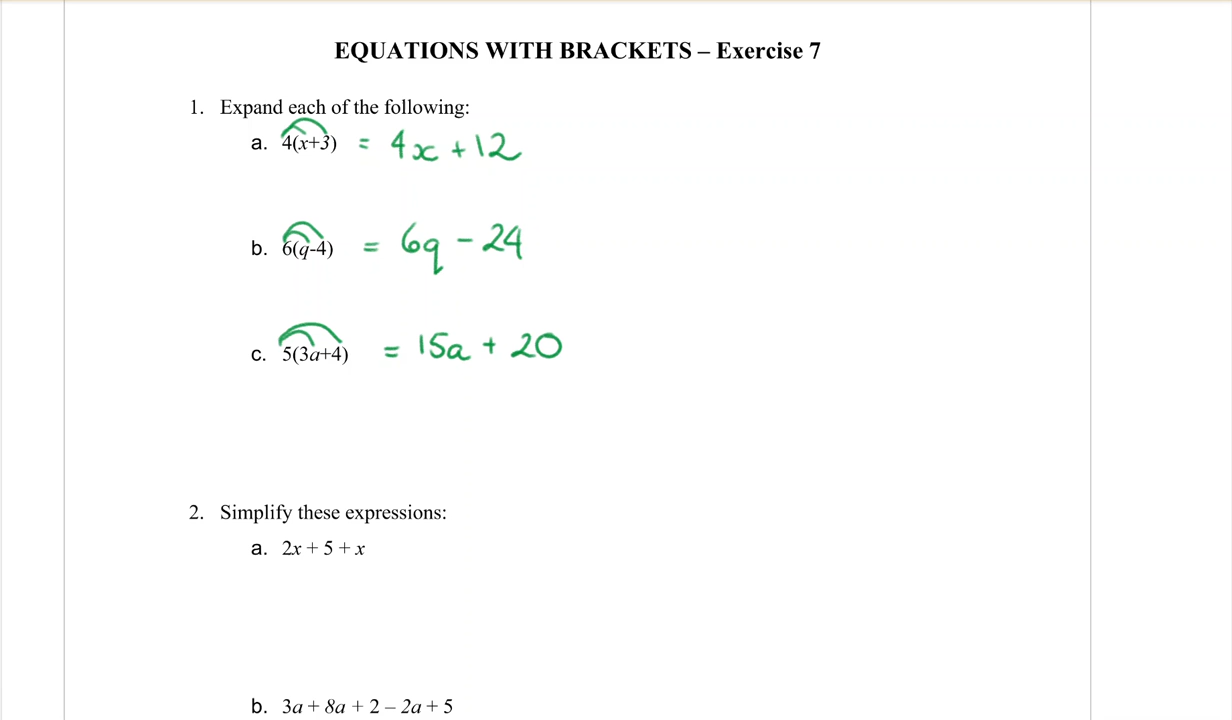 EQUATIONS WITH BRACKETS – Exercise 7
1. Expand each of the following:
a. 4(x+3) = 4x + 12
b. 6(q-4) = 6q - 24
c. 5(3a+4) = 15a + 20
2. Simplify these expressions:
a. 2x + 5 + x
b. 3a + 8a + 2 – 2a + 5